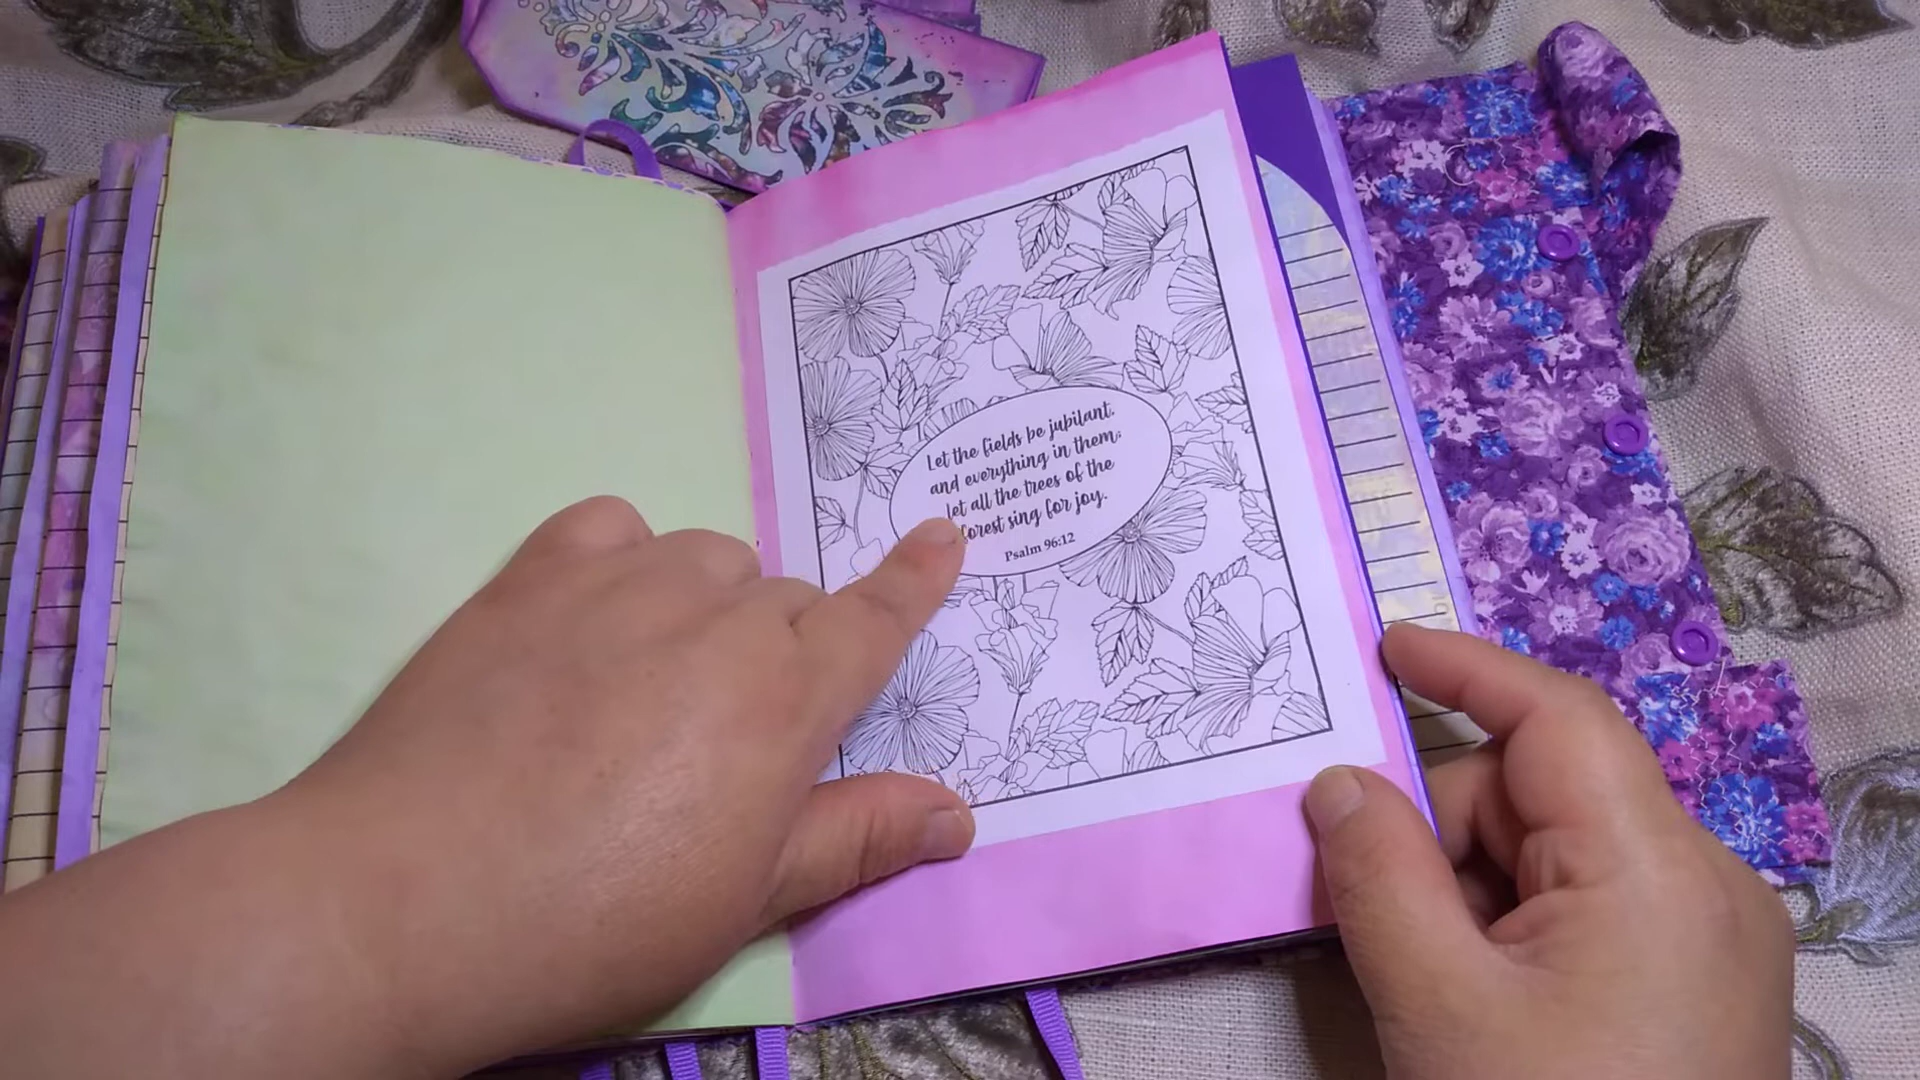 Let the fields be jubilant,
and everything in them;
let all the trees of the
forest sing for joy.
Psalm 96:12